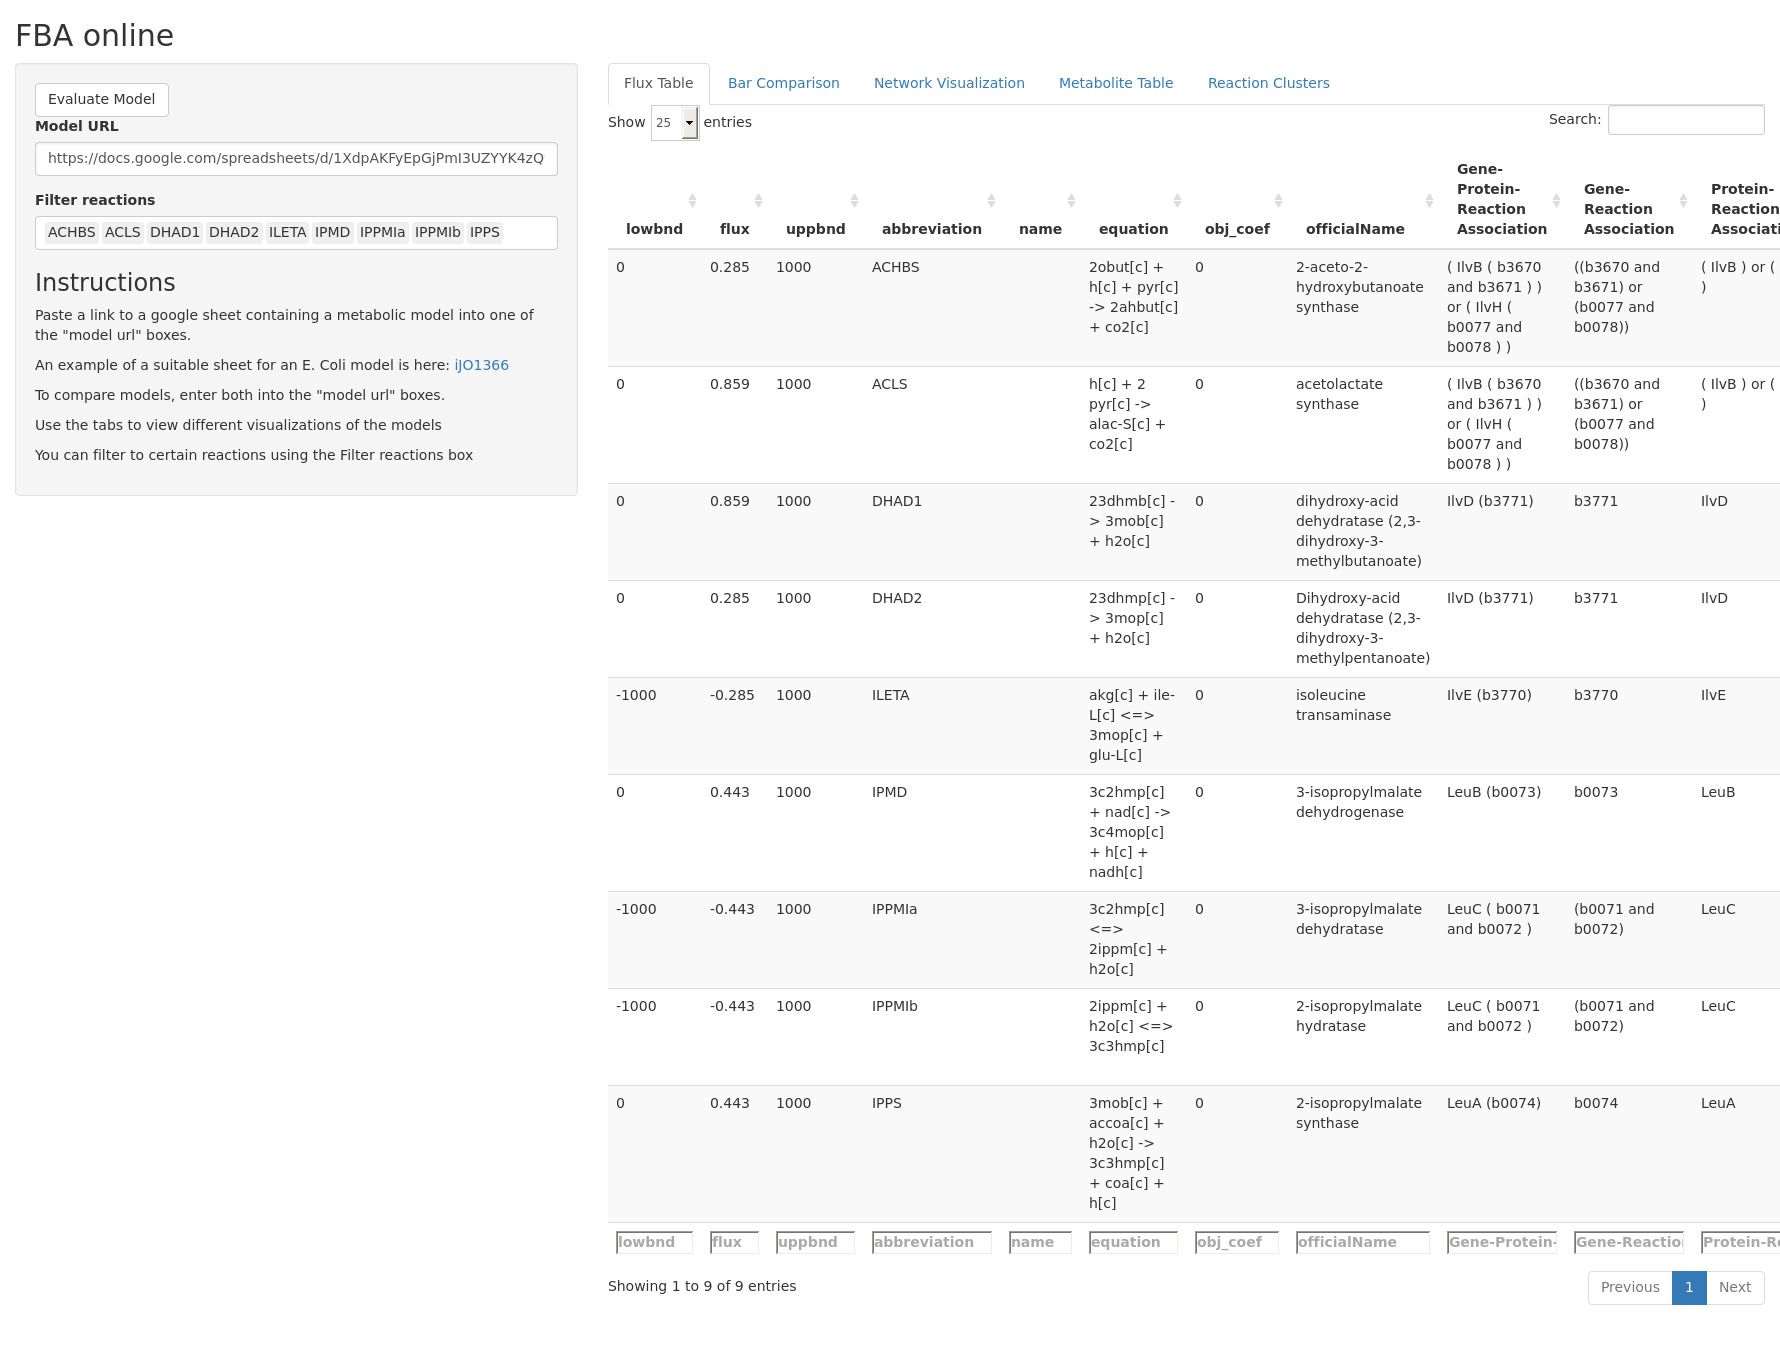 FBA online
Evaluate Model
Model URL
https://docs.google.com/spreadsheets/d/1XdpAKFyEpGjPmI3UZYYK4zQ
Filter reactions
ACHBS ACLS DHAD1 DHAD2 ILETA IPMD IPPMIa IPPMIb IPPS
Instructions
Paste a link to a google sheet containing a metabolic model into one of
the "model url" boxes.
An example of a suitable sheet for an E. Coli model is here: iJO1366
To compare models, enter both into the "model url" boxes.
Use the tabs to view different visualizations of the models
You can filter to certain reactions using the Filter reactions box
Flux Table Bar Comparison Network Visualization Metabolite Table Reaction Clusters
Show 25 entries Search:
Gene-
Protein- Gene- Protein-
Reaction Reaction Reaction
lowbnd flux uppbnd abbreviation name equation obj_coef officialName Association Association Associati
0 0.285 1000 ACHBS 2obut[c] + 0 2-aceto-2- ( IlvB ( b3670 ((b3670 and ( IlvB ) or (
h[c] + pyr[c] hydroxybutanoate and b3671 ) ) b3671) or )
-> 2ahbut[c] synthase or ( IlvH ( (b0077 and
+ co2[c] b0077 and b0078))
b0078 ) )
0 0.859 1000 ACLS h[c] + 2 0 acetolactate ( IlvB ( b3670 ((b3670 and ( IlvB ) or (
pyr[c] -> synthase and b3671 ) ) b3671) or )
alac-S[c] + or ( IlvH ( (b0077 and
co2[c] b0077 and b0078))
b0078 ) )
0 0.859 1000 DHAD1 23dhmb[c] - 0 dihydroxy-acid IlvD (b3771) b3771 IlvD
> 3mob[c] dehydratase (2,3-
+ h2o[c] dihydroxy-3-
methylbutanoate)
0 0.285 1000 DHAD2 23dhmp[c] - 0 Dihydroxy-acid IlvD (b3771) b3771 IlvD
> 3mop[c] dehydratase (2,3-
+ h2o[c] dihydroxy-3-
methylpentanoate)
-1000 -0.285 1000 ILETA akg[c] + ile- 0 isoleucine IlvE (b3770) b3770 IlvE
L[c] <=> transaminase
3mop[c] +
glu-L[c]
0 0.443 1000 IPMD 3c2hmp[c] 0 3-isopropylmalate LeuB (b0073) b0073 LeuB
+ nad[c] -> dehydrogenase
3c4mop[c]
+ h[c] +
nadh[c]
-1000 -0.443 1000 IPPMIa 3c2hmp[c] 0 3-isopropylmalate LeuC ( b0071 (b0071 and LeuC
<=> dehydratase and b0072 ) b0072)
2ippm[c] +
h2o[c]
-1000 -0.443 1000 IPPMIb 2ippm[c] + 0 2-isopropylmalate LeuC ( b0071 (b0071 and LeuC
h2o[c] <=> hydratase and b0072 ) b0072)
3c3hmp[c]
0 0.443 1000 IPPS 3mob[c] + 0 2-isopropylmalate LeuA (b0074) b0074 LeuA
accoa[c] + synthase
h2o[c] ->
3c3hmp[c]
+ coa[c] +
h[c]
lowbnd flux uppbnd abbreviation name equation obj_coef officialName Gene-Protein- Gene-Reaction Protein-Re
Showing 1 to 9 of 9 entries Previous 1 Next